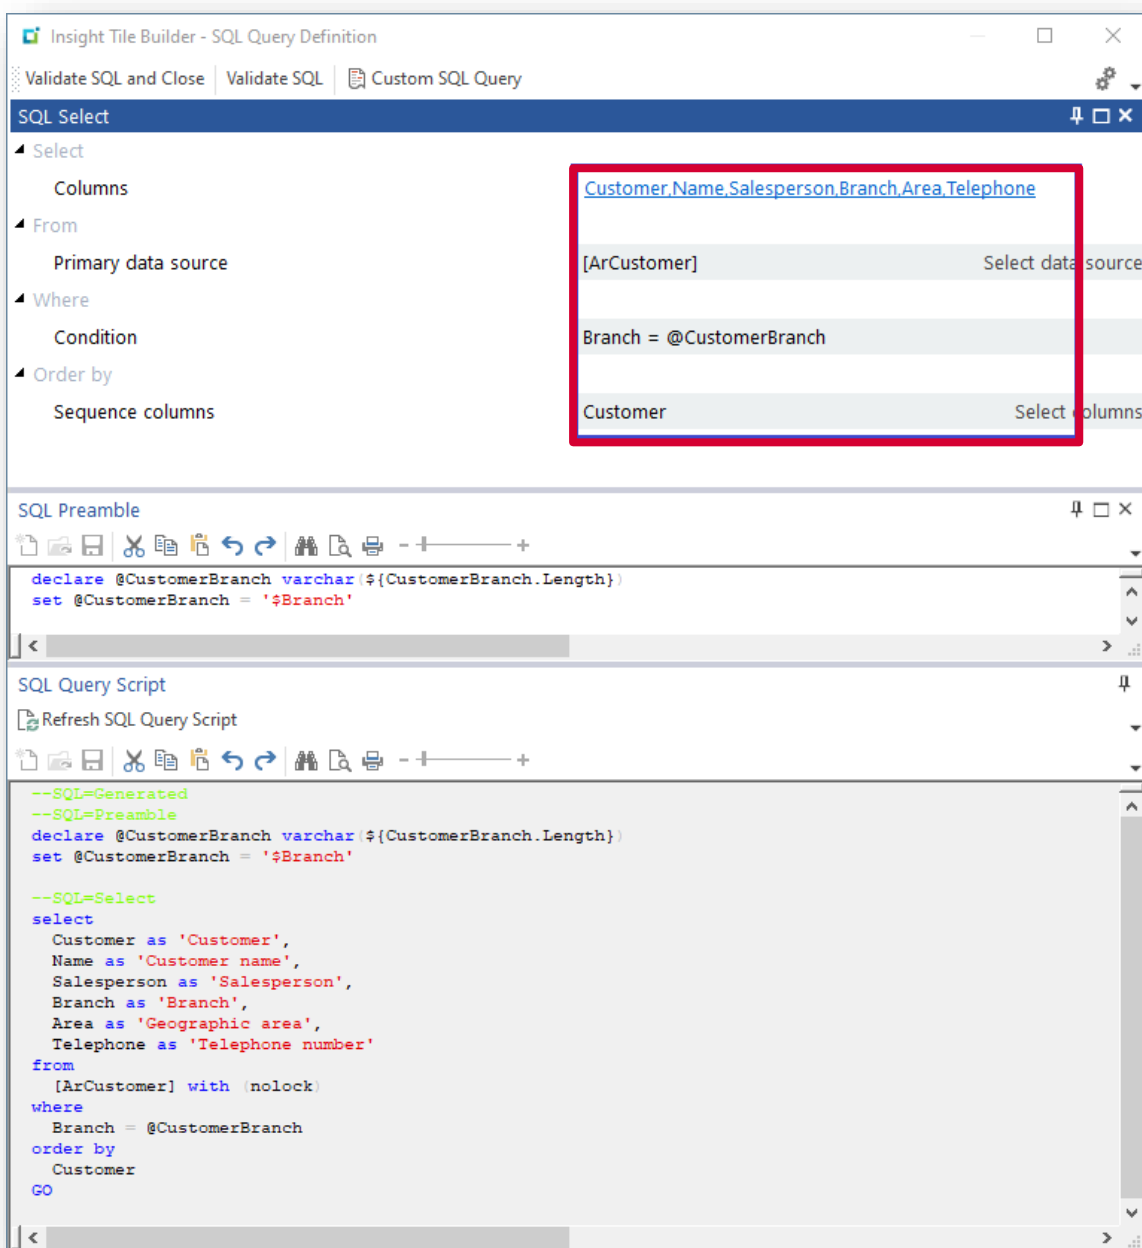 Insight Tile Builder - SQL Query Definition
Validate SQL and Close Validate SQL Custom SQL Query
SQL Select
Select
Columns Customer,Name,Salesperson,Branch,Area,Telephone
From
Primary data source [ArCustomer] Select data source
Where
Condition Branch = @CustomerBranch
Order by
Sequence columns Customer Select columns
SQL Preamble
declare @CustomerBranch varchar(${CustomerBranch.Length})
set @CustomerBranch = '$Branch'
SQL Query Script
Refresh SQL Query Script
--SQL=Generated
--SQL=Preamble
declare @CustomerBranch varchar(${CustomerBranch.Length})
set @CustomerBranch = '$Branch'
--SQL=Select
select
Customer as 'Customer',
Name as 'Customer name',
Salesperson as 'Salesperson',
Branch as 'Branch',
Area as 'Geographic area',
Telephone as 'Telephone number'
from
[ArCustomer] with (nolock)
where
Branch = @CustomerBranch
order by
Customer
GO